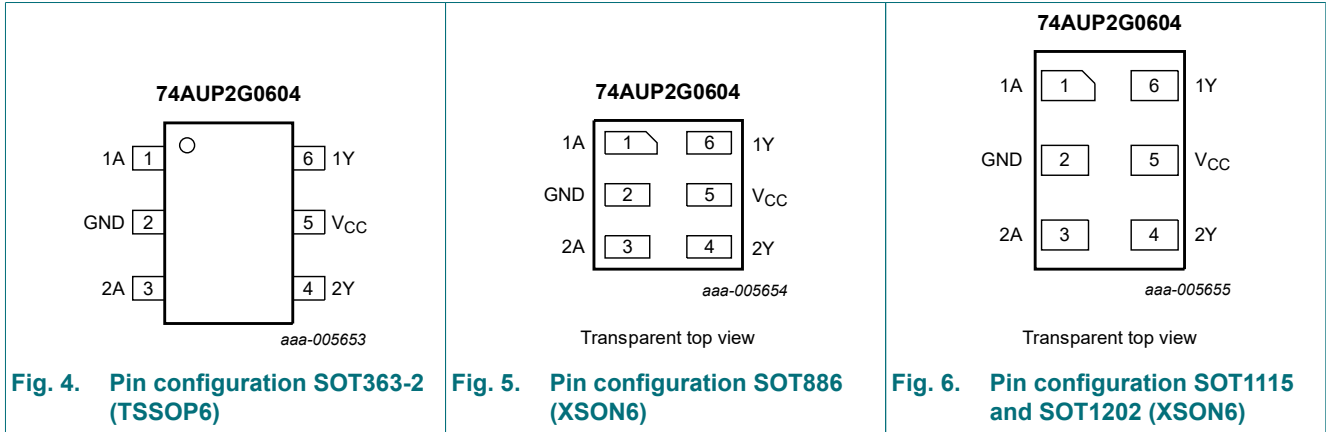 74AUP2G0604
1A 1 6 1Y
GND 2 5 VCC
2A 3 4 2Y
aaa-005653
Fig. 4. Pin configuration SOT363-2
(TSSOP6)
74AUP2G0604
1A 1 6 1Y
GND 2 5 VCC
2A 3 4 2Y
aaa-005654
Transparent top view
Fig. 5. Pin configuration SOT886
(XSON6)
74AUP2G0604
1A 1 6 1Y
GND 2 5 VCC
2A 3 4 2Y
aaa-005655
Transparent top view
Fig. 6. Pin configuration SOT1115
and SOT1202 (XSON6)